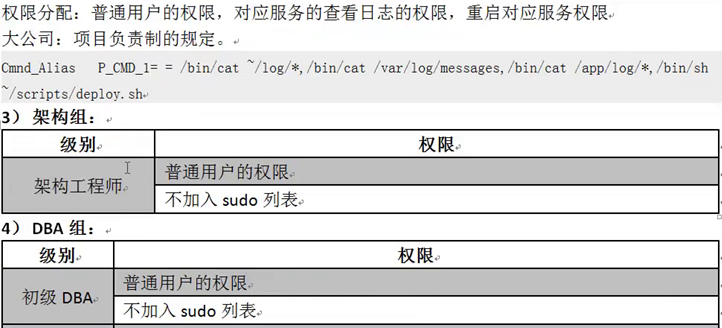 权限分配：普通用户的权限，对应服务的查看日志的权限，重启对应服务权限
大公司：项目负责制的规定。
Cmnd_Alias P_CMD_1= = /bin/cat ~/log/*,/bin/cat /var/log/messages,/bin/cat /app/log/*,/bin/sh
~/scripts/deploy.sh
3） 架构组：
级别 权限
架构工程师 普通用户的权限
不加入 sudo 列表
4） DBA 组：
级别 权限
初级 DBA 普通用户的权限
不加入 sudo 列表